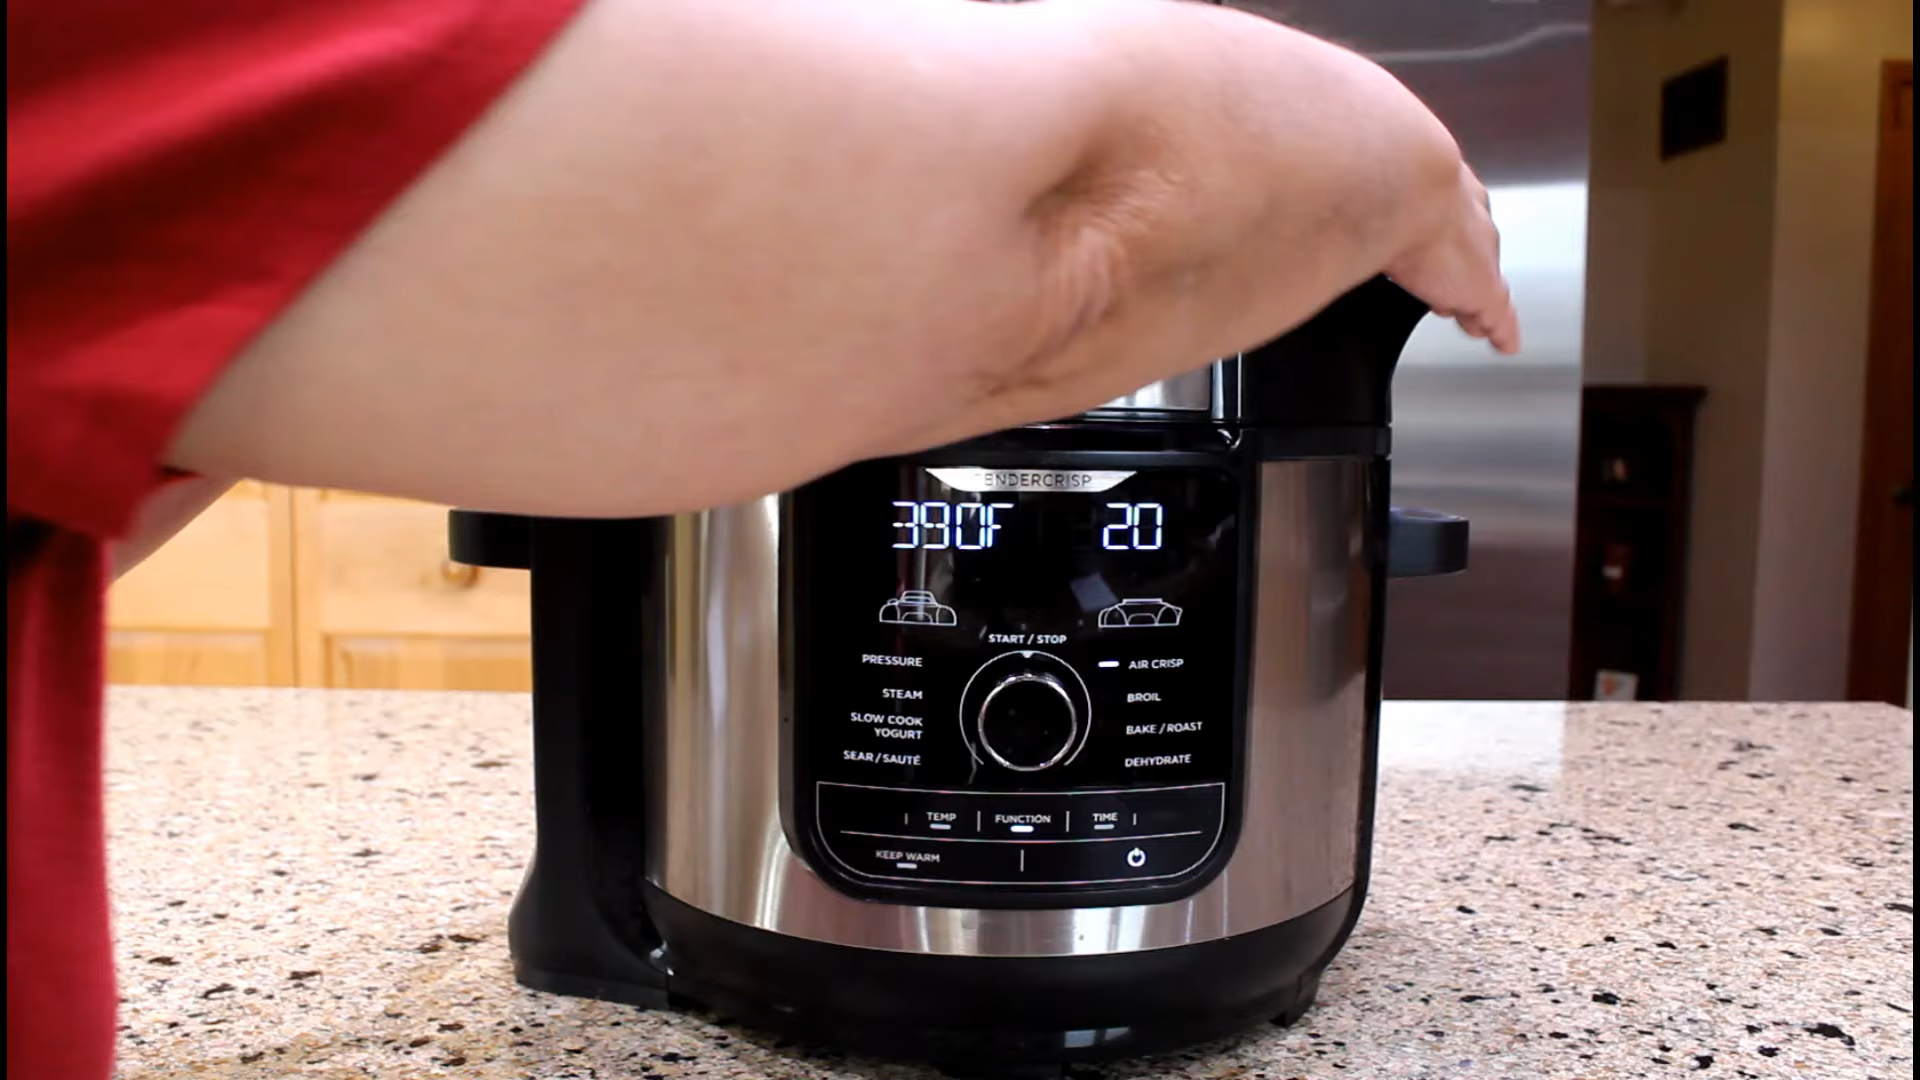 ENDERCRISP
390F 20
START / STOP
PRESSURE
STEAM
SLOW COOK
YOGURT
SEAR / SAUTÉ
AIR CRISP
BROIL
BAKE / ROAST
DEHYDRATE
TEMP FUNCTION TIME
KEEP WARM